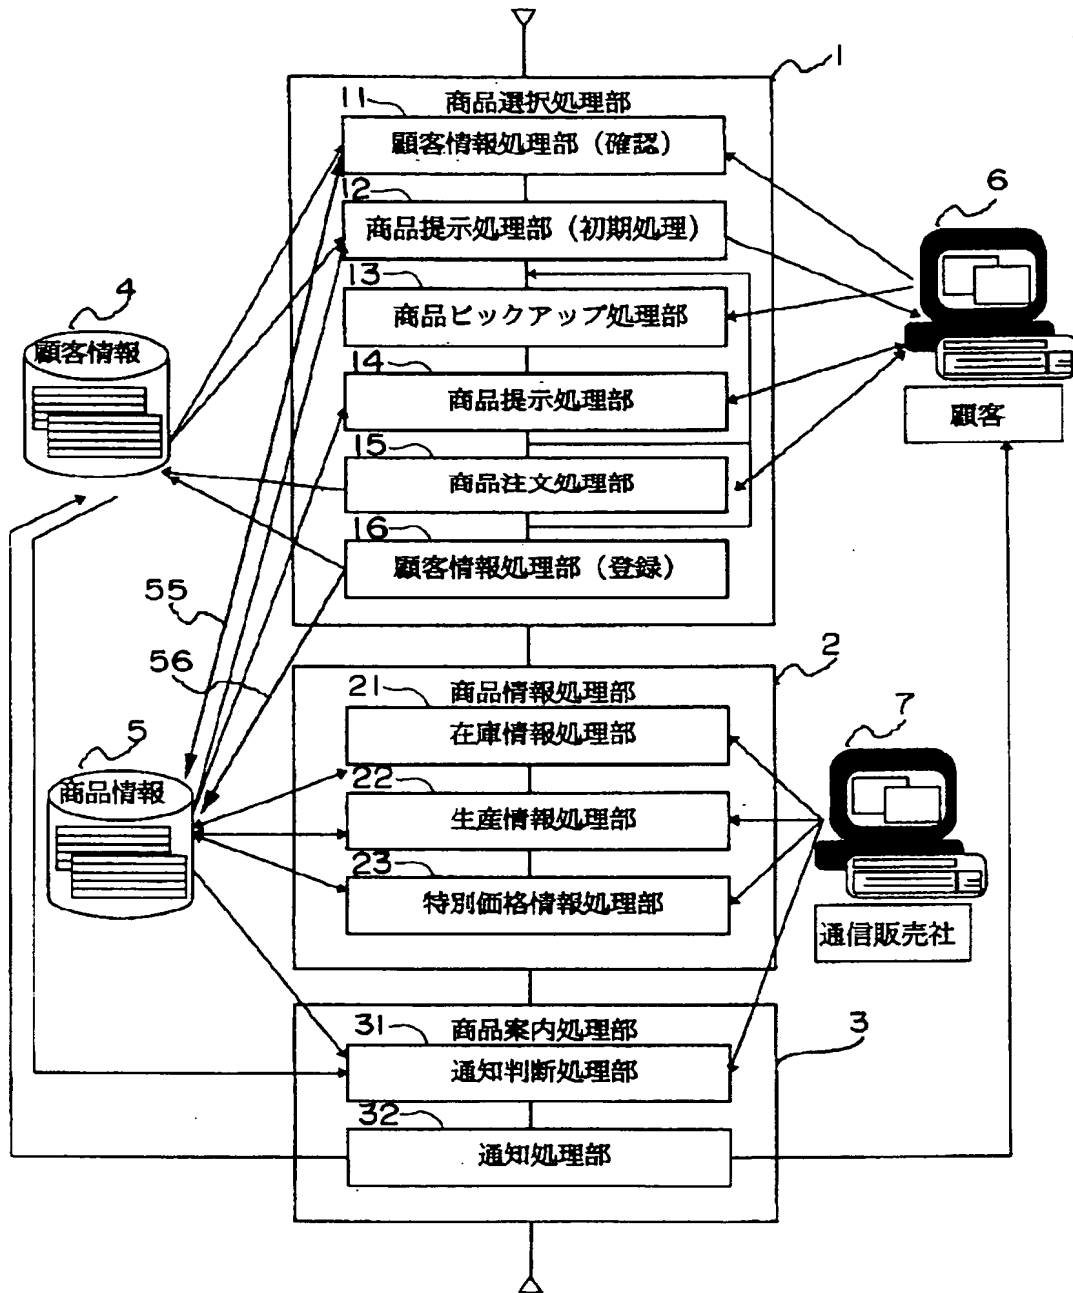 1
商品選択処理部
11
顧客情報処理部（確認）
12
商品提示処理部（初期処理）
13
商品ピックアップ処理部
14
商品提示処理部
15
商品注文処理部
16
顧客情報処理部（登録）
4
顧客情報
6
顧客
55
56
2
商品情報処理部
21
在庫情報処理部
22
生産情報処理部
23
特別価格情報処理部
5
商品情報
7
通信販売社
3
商品案内処理部
31
通知判断処理部
32
通知処理部